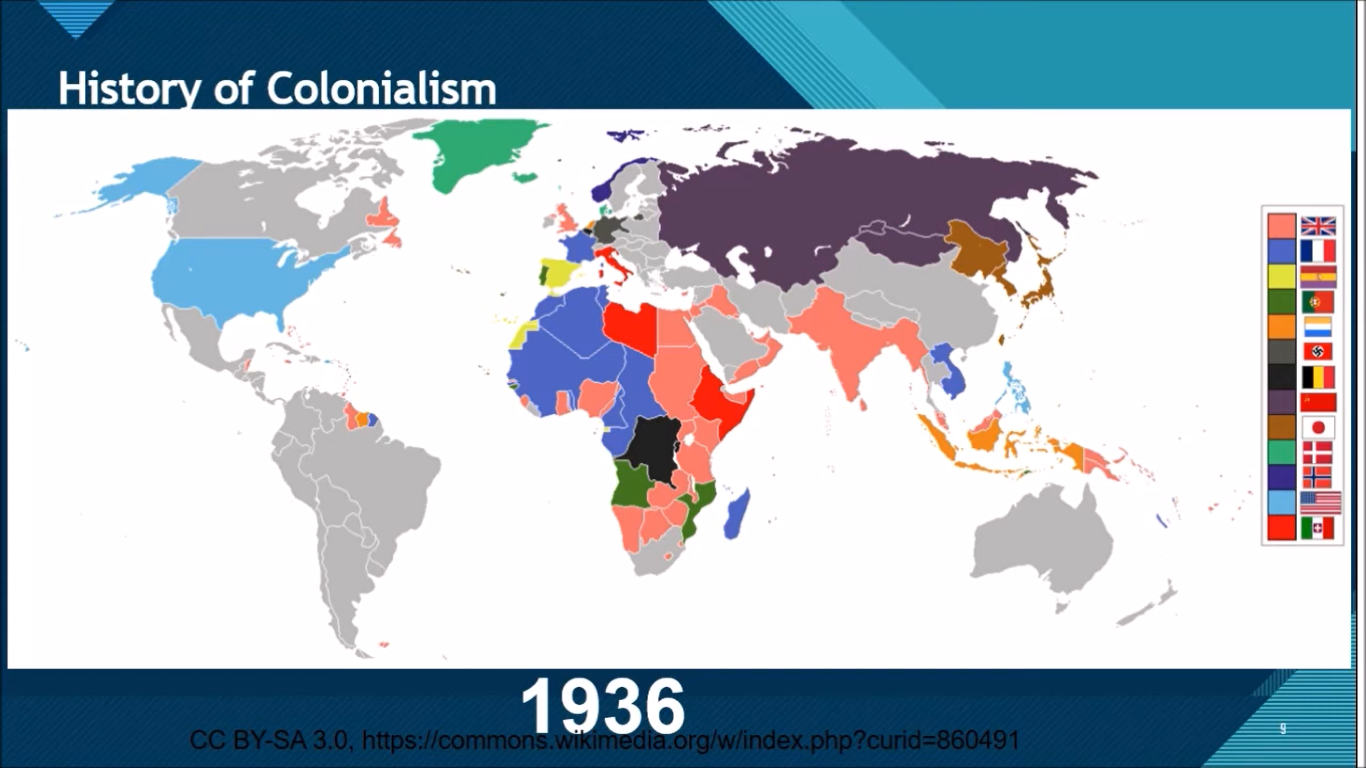 History of Colonialism
1936
CC BY-SA 3.0, https://commons.wikimedia.org/w/index.php?curid=860491
9